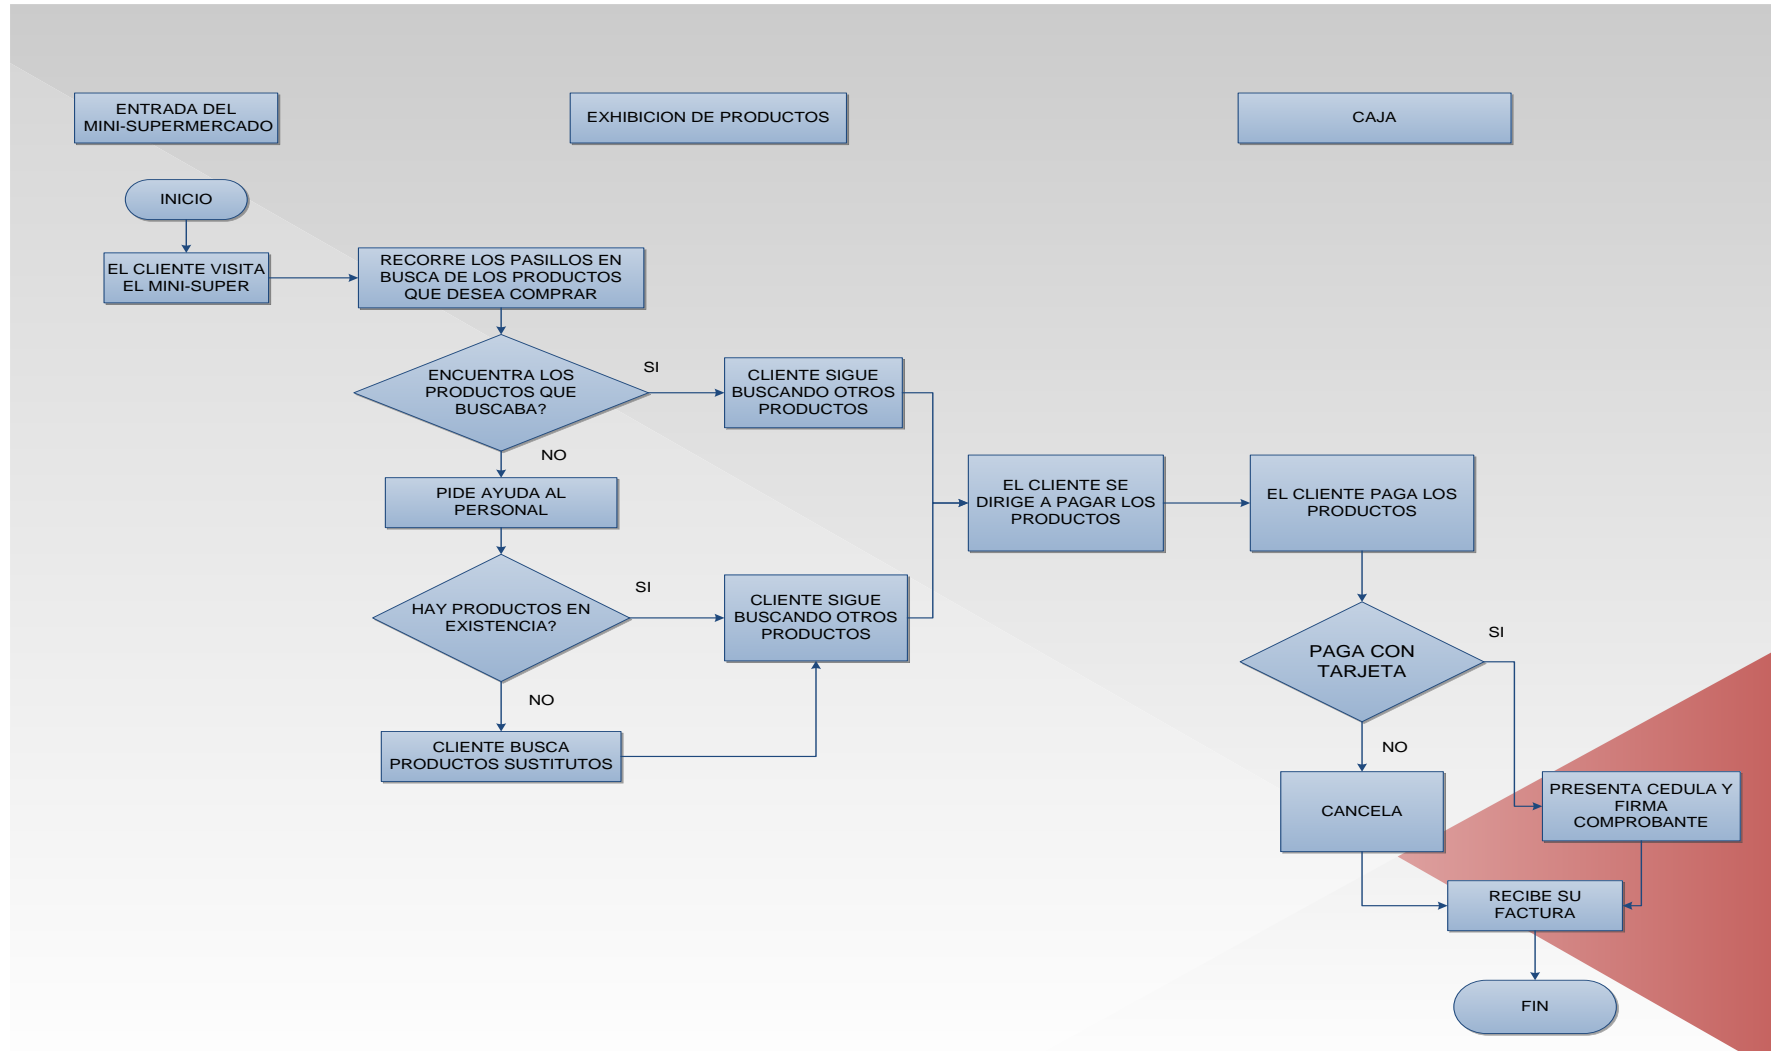 ENTRADA DEL
MINI-SUPERMERCADO
EXHIBICION DE PRODUCTOS
CAJA
INICIO
EL CLIENTE VISITA
EL MINI-SUPER
RECORRE LOS PASILLOS EN
BUSCA DE LOS PRODUCTOS
QUE DESEA COMPRAR
ENCUENTRA LOS
PRODUCTOS QUE
BUSCABA?
SI
CLIENTE SIGUE
BUSCANDO OTROS
PRODUCTOS
NO
PIDE AYUDA AL
PERSONAL
HAY PRODUCTOS EN
EXISTENCIA?
SI
CLIENTE SIGUE
BUSCANDO OTROS
PRODUCTOS
NO
CLIENTE BUSCA
PRODUCTOS SUSTITUTOS
EL CLIENTE SE
DIRIGE A PAGAR LOS
PRODUCTOS
EL CLIENTE PAGA LOS
PRODUCTOS
PAGA CON
TARJETA
SI
NO
CANCELA
PRESENTA CEDULA Y
FIRMA
COMPROBANTE
RECIBE SU
FACTURA
FIN